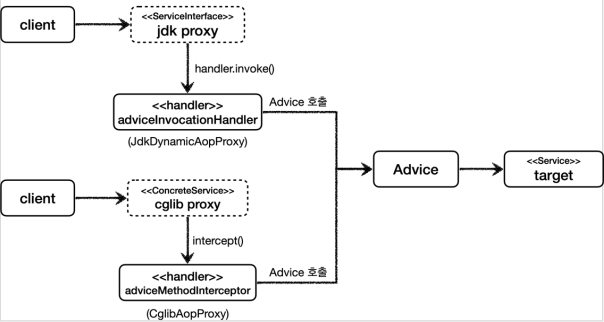 client
<<ServiceInterface>>
jdk proxy
handler.invoke()
<<handler>>
adviceInvocationHandler
(JdkDynamicAopProxy)
Advice 호출
Advice
<<Service>>
target
client
<<ConcreteService>>
cglib proxy
intercept()
<<handler>>
adviceMethodInterceptor
(CglibAopProxy)
Advice 호출